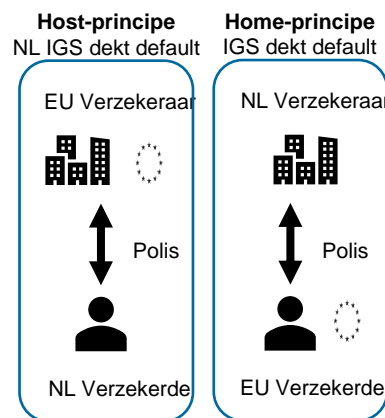 Host-principe
NL IGS dekt default
EU Verzekeraar
Polis
NL Verzekerde
Home-principe
IGS dekt default
NL Verzekeraar
Polis
EU Verzekerde